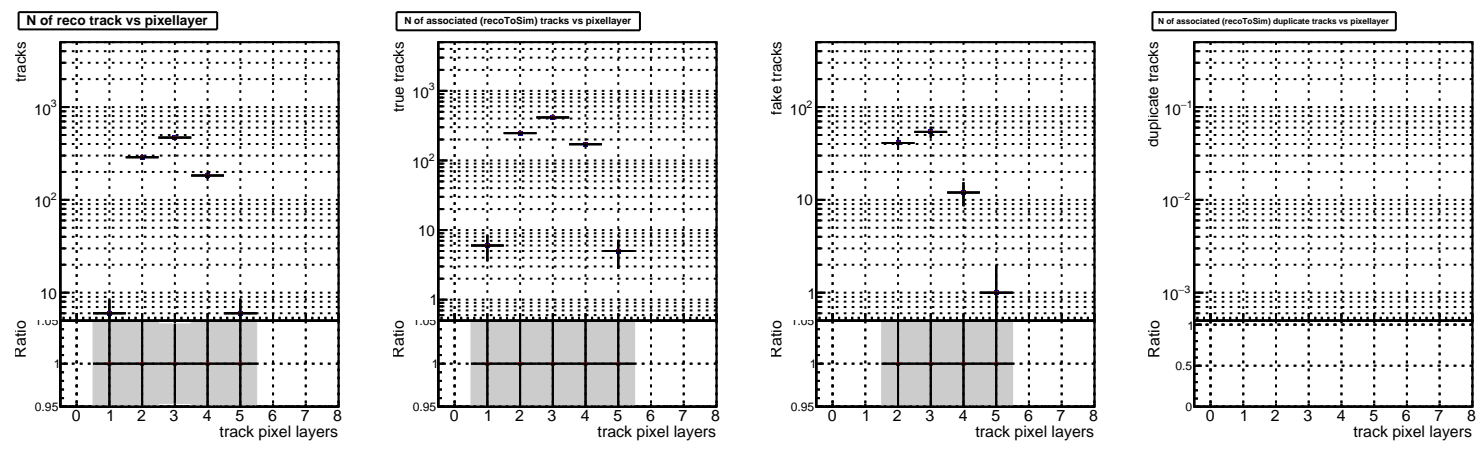 N of reco track vs pixellayer
tracks
10³
10²
10
1.05
Ratio
1
0.95
0 1 2 3 4 5 6 7 8
track pixel layers
N of associated (recoToSim) tracks vs pixellayer
true tracks
10³
10²
10
1
1.05
Ratio
1
0.95
0 1 2 3 4 5 6 7 8
track pixel layers
fake tracks
10²
10
1
1.05
Ratio
1
0.95
0 1 2 3 4 5 6 7 8
track pixel layers
N of associated (recoToSim) duplicate tracks vs pixellayer
duplicate tracks
10⁻¹
10⁻²
10⁻³
1
Ratio
0.5
0
0 1 2 3 4 5 6 7 8
track pixel layers